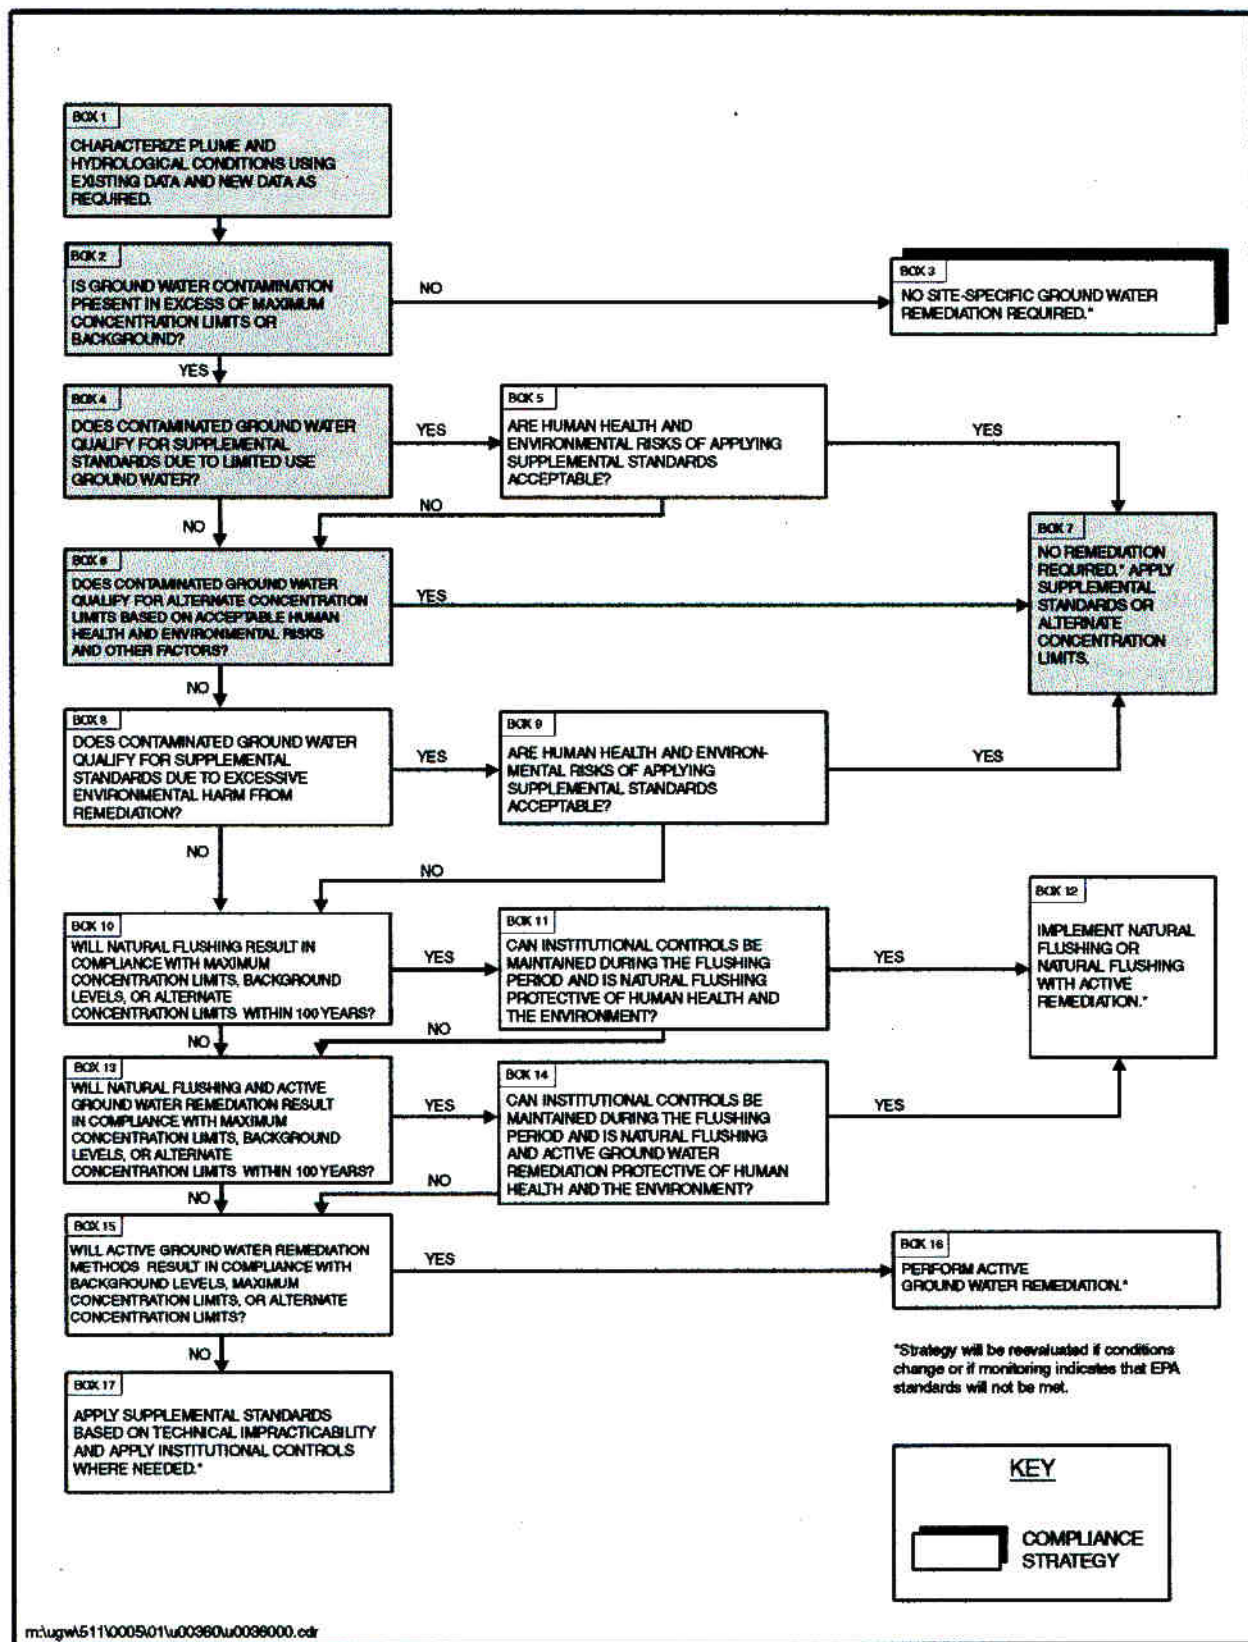 BOX 1
CHARACTERIZE PLUME AND
HYDROLOGICAL CONDITIONS USING
EXISTING DATA AND NEW DATA AS
REQUIRED.
BOX 2
IS GROUND WATER CONTAMINATION
PRESENT IN EXCESS OF MAXIMUM
CONCENTRATION LIMITS OR
BACKGROUND?
NO
BOX 3
NO SITE-SPECIFIC GROUND WATER
REMEDIATION REQUIRED.*
YES
BOX 4
DOES CONTAMINATED GROUND WATER
QUALIFY FOR SUPPLEMENTAL
STANDARDS DUE TO LIMITED USE
GROUND WATER?
YES
BOX 5
ARE HUMAN HEALTH AND
ENVIRONMENTAL RISKS OF APPLYING
SUPPLEMENTAL STANDARDS
ACCEPTABLE?
YES
NO
NO
BOX 6
DOES CONTAMINATED GROUND WATER
QUALIFY FOR ALTERNATE CONCENTRATION
LIMITS BASED ON ACCEPTABLE HUMAN
HEALTH AND ENVIRONMENTAL RISKS
AND OTHER FACTORS?
YES
BOX 7
NO REMEDIATION
REQUIRED.* APPLY
SUPPLEMENTAL
STANDARDS OR
ALTERNATE
CONCENTRATION
LIMITS.
NO
BOX 8
DOES CONTAMINATED GROUND WATER
QUALIFY FOR SUPPLEMENTAL
STANDARDS DUE TO EXCESSIVE
ENVIRONMENTAL HARM FROM
REMEDIATION?
YES
BOX 9
ARE HUMAN HEALTH AND ENVIRON-
MENTAL RISKS OF APPLYING
SUPPLEMENTAL STANDARDS
ACCEPTABLE?
YES
NO
NO
BOX 10
WILL NATURAL FLUSHING RESULT IN
COMPLIANCE WITH MAXIMUM
CONCENTRATION LIMITS, BACKGROUND
LEVELS, OR ALTERNATE
CONCENTRATION LIMITS WITHIN 100 YEARS?
YES
BOX 11
CAN INSTITUTIONAL CONTROLS BE
MAINTAINED DURING THE FLUSHING
PERIOD AND IS NATURAL FLUSHING
PROTECTIVE OF HUMAN HEALTH AND
THE ENVIRONMENT?
YES
BOX 12
IMPLEMENT NATURAL
FLUSHING OR
NATURAL FLUSHING
WITH ACTIVE
REMEDIATION.*
NO
NO
BOX 13
WILL NATURAL FLUSHING AND ACTIVE
GROUND WATER REMEDIATION RESULT
IN COMPLIANCE WITH MAXIMUM
CONCENTRATION LIMITS, BACKGROUND
LEVELS, OR ALTERNATE
CONCENTRATION LIMITS WITHIN 100 YEARS?
YES
BOX 14
CAN INSTITUTIONAL CONTROLS BE
MAINTAINED DURING THE FLUSHING
PERIOD AND IS NATURAL FLUSHING
AND ACTIVE GROUND WATER
REMEDIATION PROTECTIVE OF HUMAN
HEALTH AND THE ENVIRONMENT?
YES
NO
NO
BOX 15
WILL ACTIVE GROUND WATER REMEDIATION
METHODS RESULT IN COMPLIANCE WITH
BACKGROUND LEVELS, MAXIMUM
CONCENTRATION LIMITS, OR ALTERNATE
CONCENTRATION LIMITS?
YES
BOX 16
PERFORM ACTIVE
GROUND WATER REMEDIATION.*
NO
BOX 17
APPLY SUPPLEMENTAL STANDARDS
BASED ON TECHNICAL IMPRACTICABILITY
AND APPLY INSTITUTIONAL CONTROLS
WHERE NEEDED.*
*Strategy will be reevaluated if conditions
change or if monitoring indicates that EPA
standards will not be met.
KEY
COMPLIANCE
STRATEGY
m:\ugw\511\0005\01\u00360\u0036000.cdr